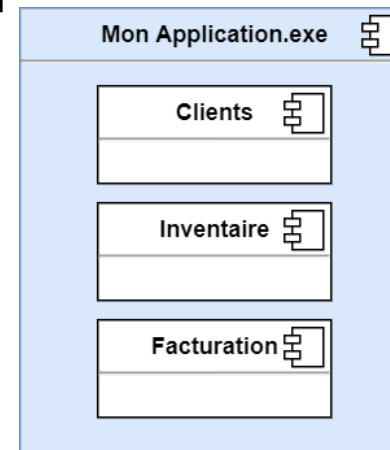 Mon Application.exe
Clients
Inventaire
Facturation